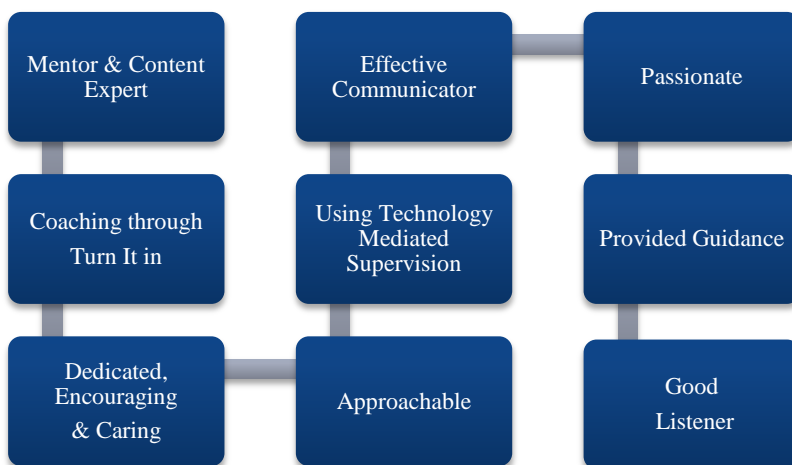 Mentor & Content
Expert
Coaching through
Turn It in
Dedicated,
Encouraging
& Caring
Approachable
Using Technology
Mediated
Supervision
Effective
Communicator
Passionate
Provided Guidance
Good
Listener